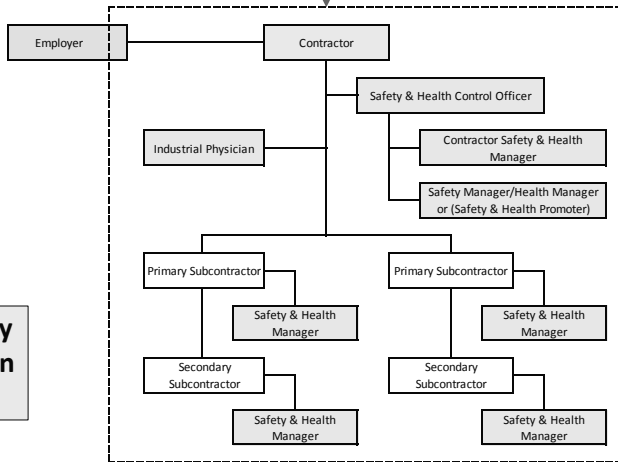 Employer
Contractor
Safety & Health Control Officer
Industrial Physician
Contractor Safety & Health
Manager
Safety Manager/Health Manager
or (Safety & Health Promoter)
Primary Subcontractor
Primary Subcontractor
Safety & Health
Manager
Safety & Health
Manager
Secondary
Subcontractor
Secondary
Subcontractor
Safety & Health
Manager
Safety & Health
Manager